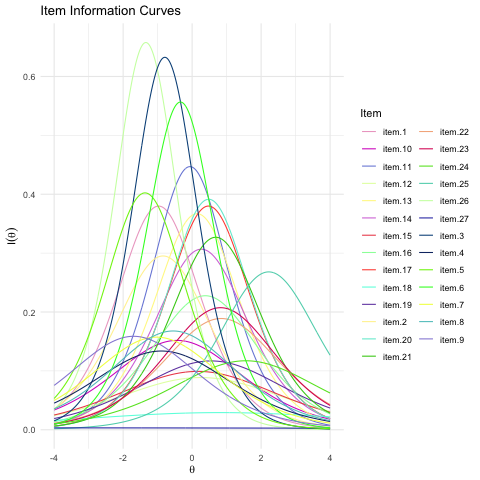 Item Information Curves
I(θ)
0.6
0.4
0.2
0.0
-4 -2 0 2 4
θ
Item
item.1 item.22
item.10 item.23
item.11 item.24
item.12 item.25
item.13 item.26
item.14 item.27
item.15 item.3
item.16 item.4
item.17 item.5
item.18 item.6
item.19 item.7
item.2 item.8
item.20 item.9
item.21